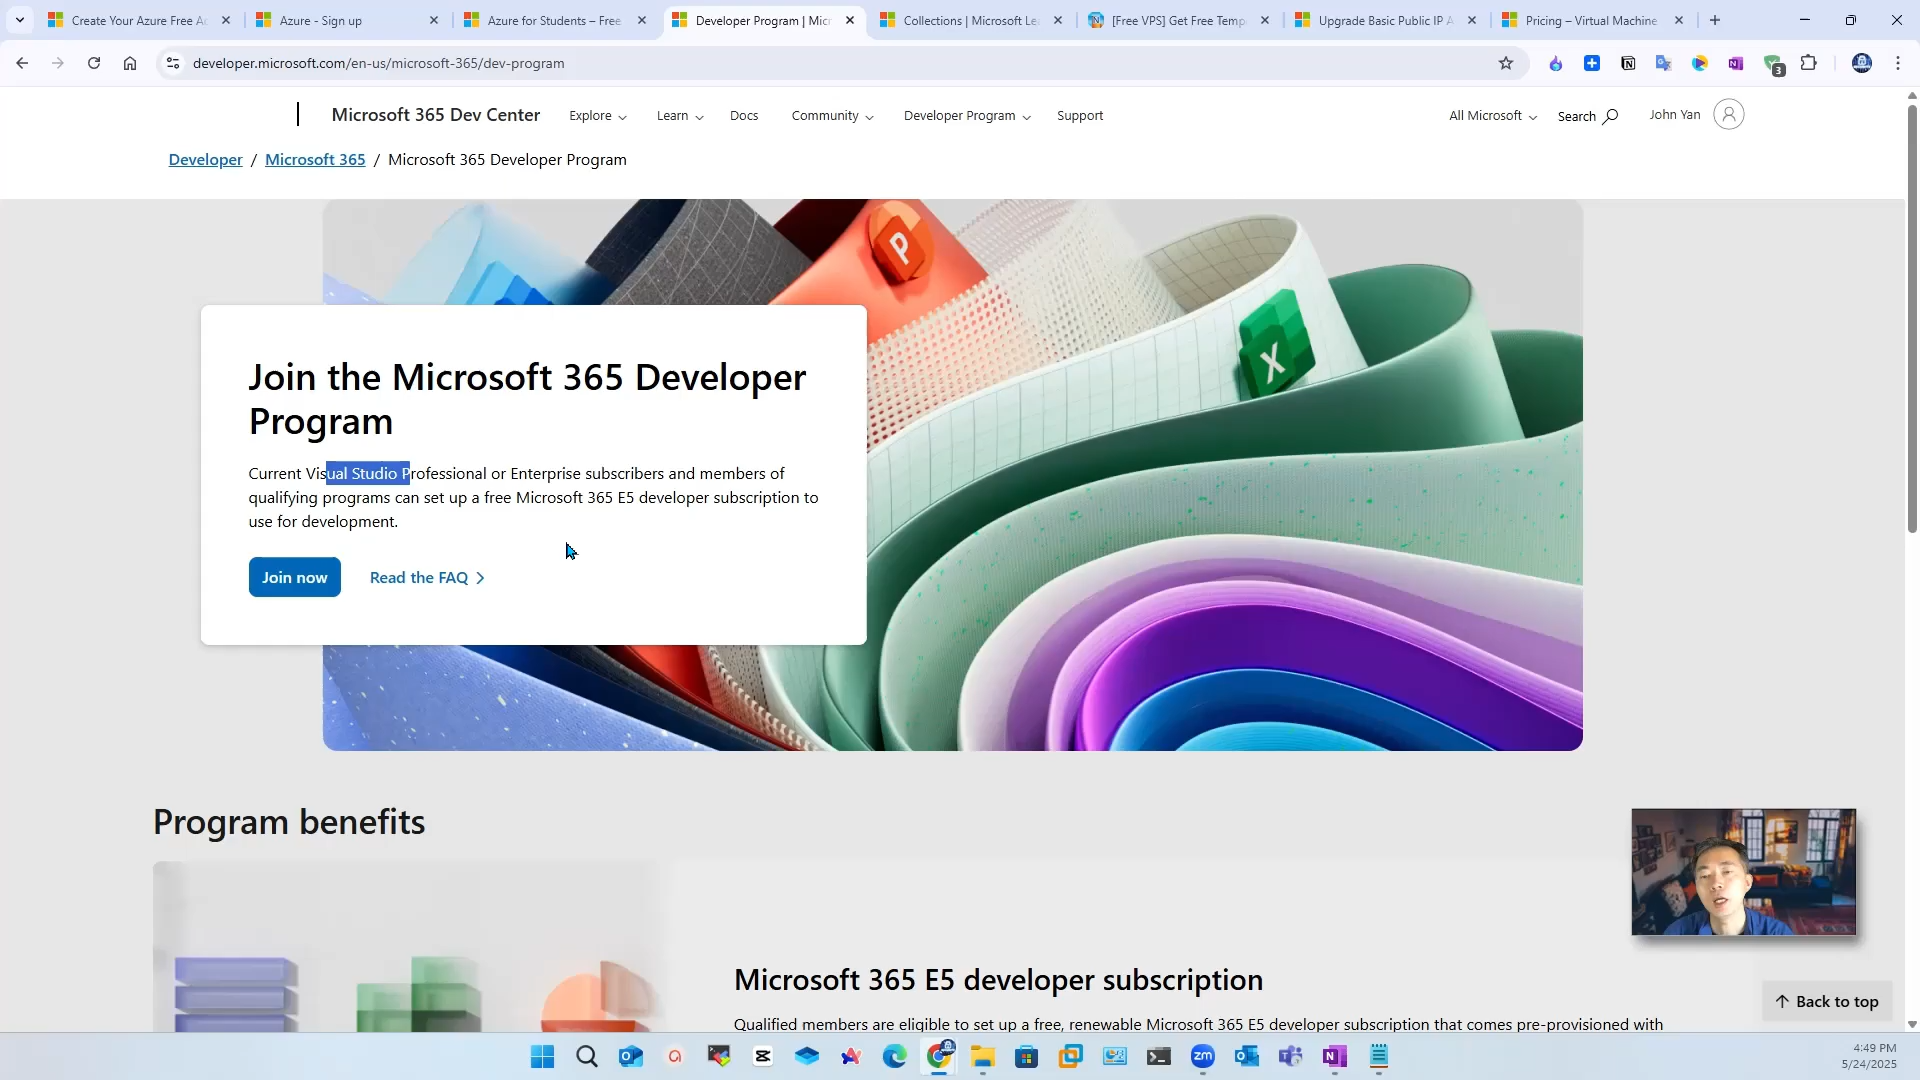 Create Your Azure Free Ac
Azure - Sign up
Azure for Students – Free
Developer Program | Micr
Collections | Microsoft Le
[Free VPS] Get Free Temp
Upgrade Basic Public IP A
Pricing – Virtual Machine
developer.microsoft.com/en-us/microsoft-365/dev-program
3
Microsoft 365 Dev Center
Explore
Learn
Docs
Community
Developer Program
Support
All Microsoft
Search
John Yan
Developer / Microsoft 365 / Microsoft 365 Developer Program
P
X
Join the Microsoft 365 Developer
Program
Current Visual Studio Professional or Enterprise subscribers and members of
qualifying programs can set up a free Microsoft 365 E5 developer subscription to
use for development.
Join now
Read the FAQ
Program benefits
Microsoft 365 E5 developer subscription
Qualified members are eligible to set up a free, renewable Microsoft 365 E5 developer subscription that comes pre-provisioned with
Back to top
zm
4:49 PM
5/24/2025